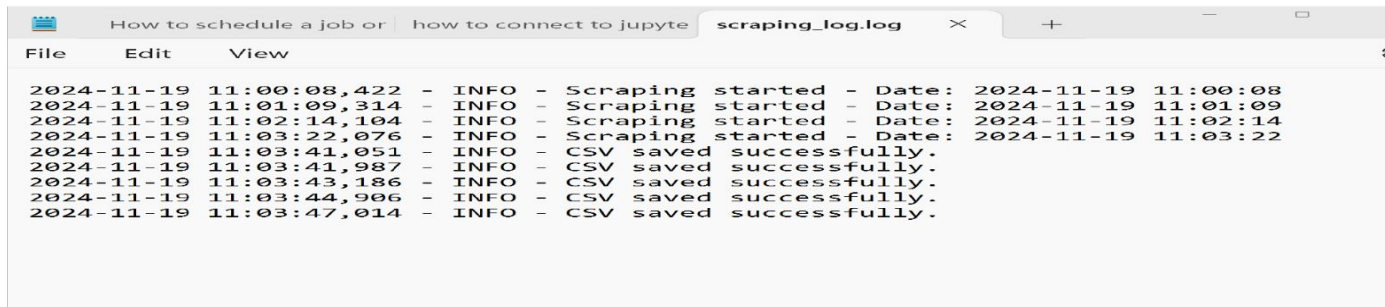 How to schedule a job or
how to connect to jupyte
scraping_log.log
File Edit View
2024-11-19 11:00:08,422 - INFO - Scraping started - Date: 2024-11-19 11:00:08
2024-11-19 11:01:09,314 - INFO - Scraping started - Date: 2024-11-19 11:01:09
2024-11-19 11:02:14,104 - INFO - Scraping started - Date: 2024-11-19 11:02:14
2024-11-19 11:03:22,076 - INFO - Scraping started - Date: 2024-11-19 11:03:22
2024-11-19 11:03:41,051 - INFO - CSV saved successfully.
2024-11-19 11:03:41,987 - INFO - CSV saved successfully.
2024-11-19 11:03:43,186 - INFO - CSV saved successfully.
2024-11-19 11:03:44,906 - INFO - CSV saved successfully.
2024-11-19 11:03:47,014 - INFO - CSV saved successfully.